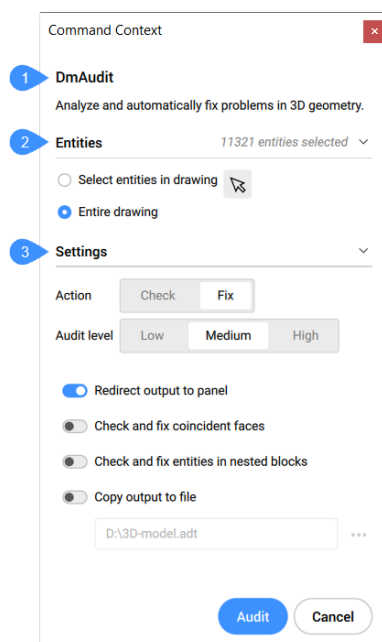 Command Context
×
1 DmAudit
Analyze and automatically fix problems in 3D geometry.
2 Entities 11321 entities selected
Select entities in drawing
Entire drawing
3 Settings
Action Check Fix
Audit level Low Medium High
Redirect output to panel
Check and fix coincident faces
Check and fix entities in nested blocks
Copy output to file
D:\3D-model.adt ...
Audit Cancel